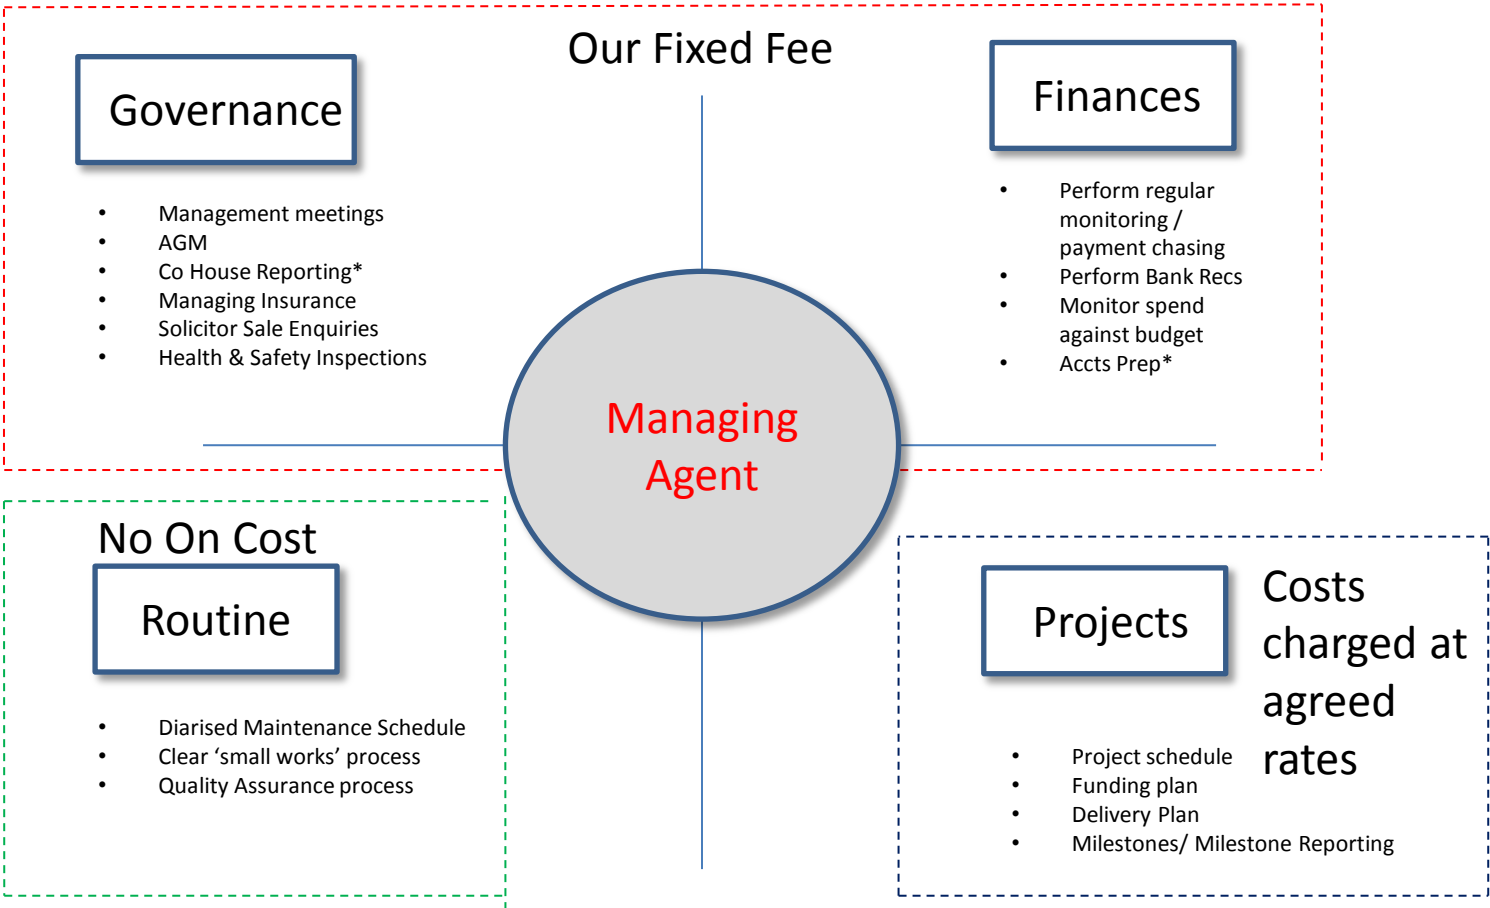 Our Fixed Fee
Governance
• Management meetings
• AGM
• Co House Reporting*
• Managing Insurance
• Solicitor Sale Enquiries
• Health & Safety Inspections
Finances
• Perform regular
monitoring /
payment chasing
• Perform Bank Recs
• Monitor spend
against budget
• Accts Prep*
Managing
Agent
No On Cost
Routine
• Diarised Maintenance Schedule
• Clear ‘small works’ process
• Quality Assurance process
Projects
Costs
charged at
agreed
rates
• Project schedule
• Funding plan
• Delivery Plan
• Milestones/ Milestone Reporting